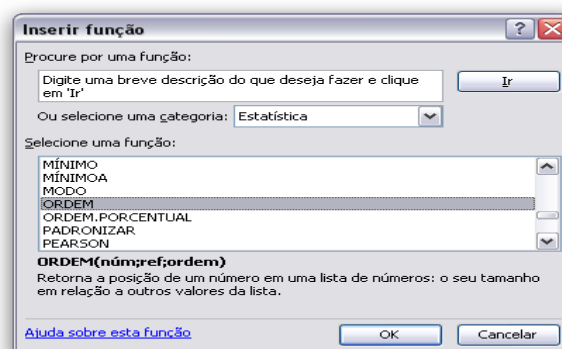 Inserir função
Procure por uma função:
Digite uma breve descrição do que deseja fazer e clique
em 'Ir'
Ir
Ou selecione uma categoria: Estatística
Selecione uma função:
MÍNIMO
MÍNIMOA
MODO
ORDEM
ORDEM.PORCENTUAL
PADRONIZAR
PEARSON
ORDEM(núm;ref;ordem)
Retorna a posição de um número em uma lista de números: o seu tamanho
em relação a outros valores da lista.
Ajuda sobre esta função
OK
Cancelar